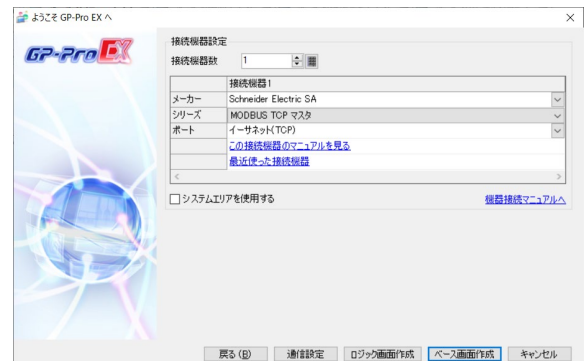 ようこそ GP-Pro EX へ
GP-Pro EX
接続機器設定
接続機器数 1
接続機器1
メーカー Schneider Electric SA
シリーズ MODBUS TCP マスタ
ポート イーサネット(TCP)
この接続機器のマニュアルを見る
最近使った接続機器
システムエリアを使用する
機器接続マニュアルへ
戻る(B) 通信設定 ロジック画面作成 ベース画面作成 キャンセル